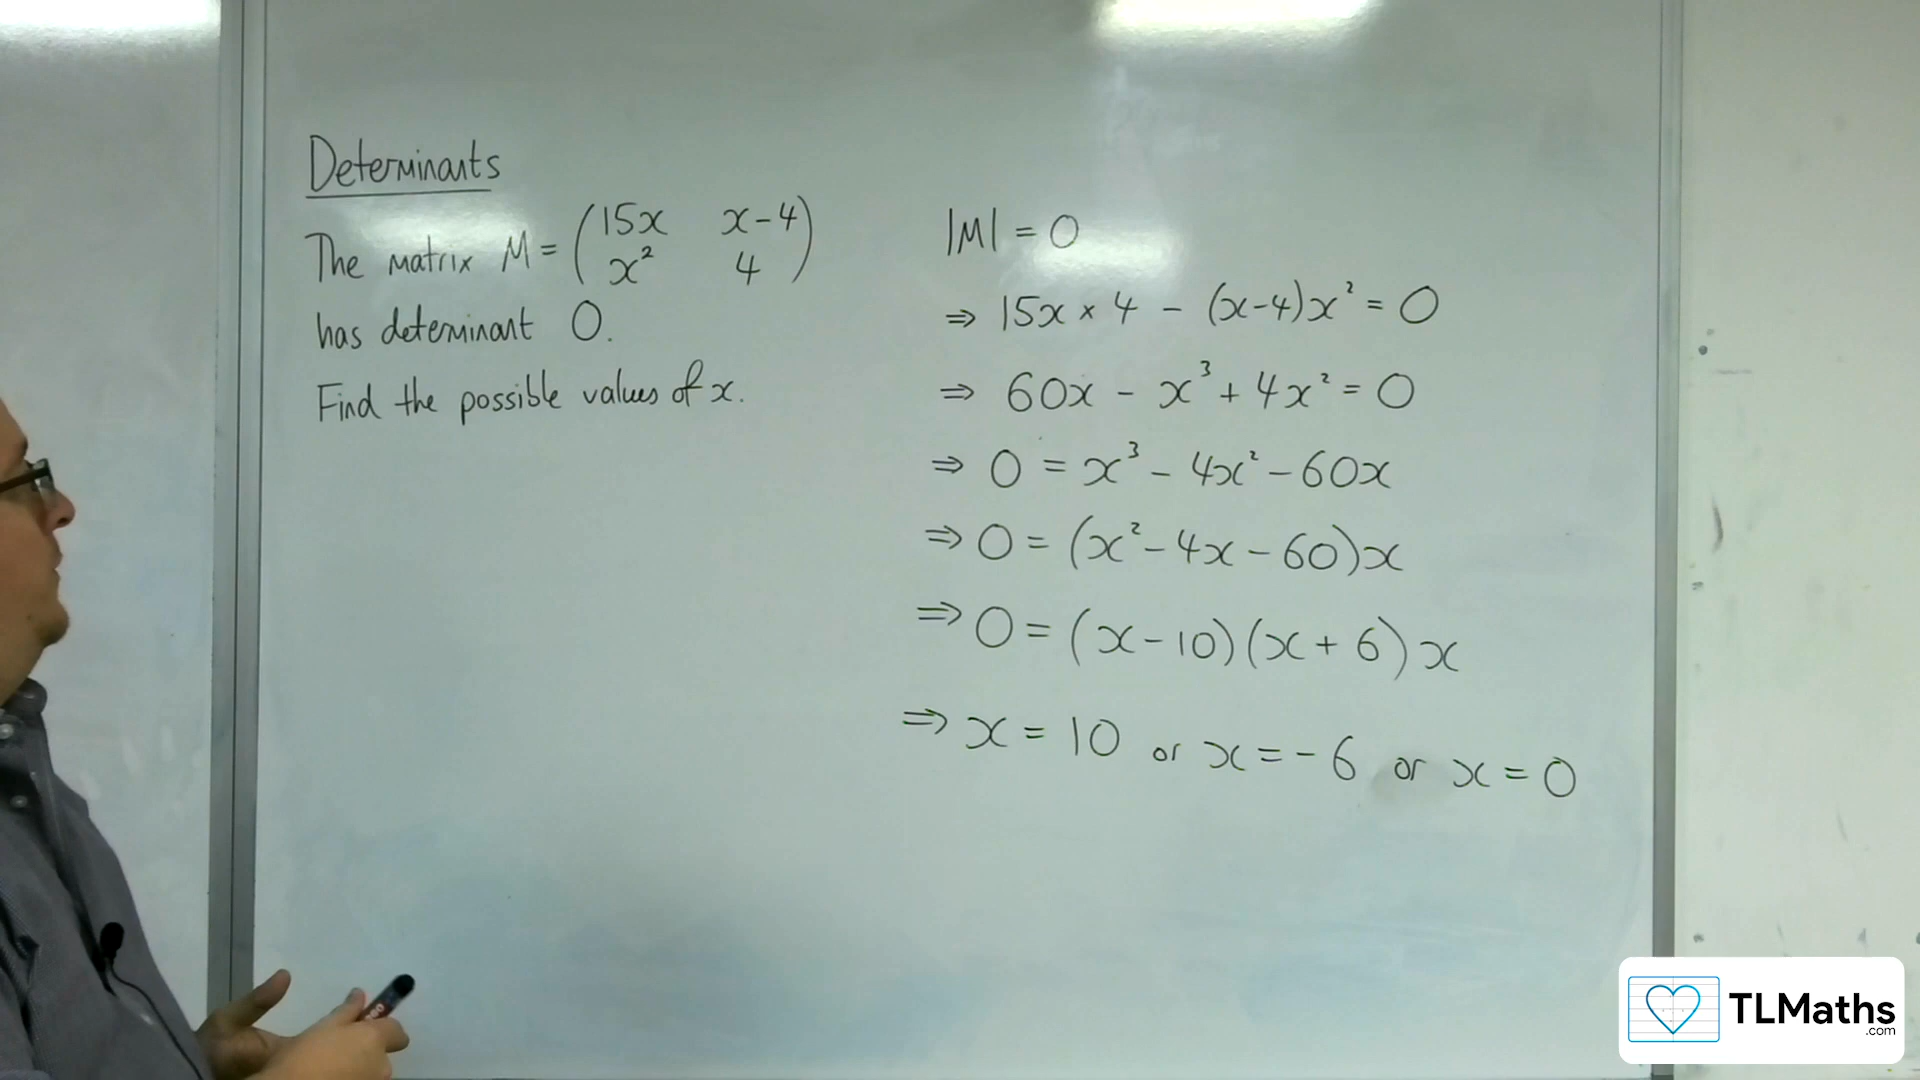 Determinants
The matrix M = (15x x-4
x² 4)
has determinant 0.
Find the possible values of x.
|M| = 0
⇒ 15x × 4 - (x-4)x² = 0
⇒ 60x - x³ + 4x² = 0
⇒ 0 = x³ - 4x² - 60x
⇒ 0 = (x² - 4x - 60)x
⇒ 0 = (x - 10)(x + 6)x
⇒ x = 10 or x = -6 or x = 0
TLMaths
.com